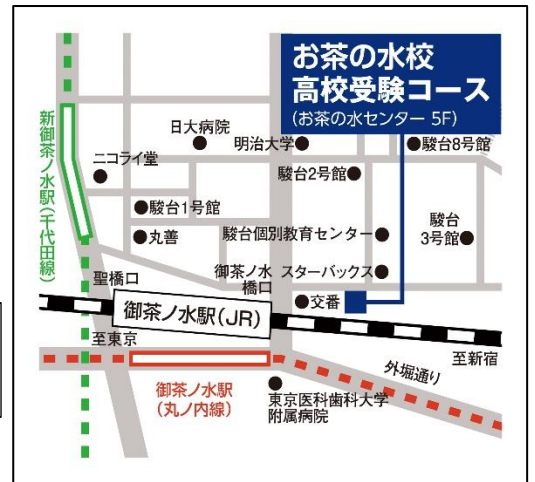 お茶の水校
高校受験コース
(お茶の水センター 5F)
新御茶ノ水駅(千代田線)
日大病院
明治大学
駿台8号館
ニコライ堂
駿台2号館
駿台1号館
丸善
駿台個別教育センター
駿台
3号館
聖橋口
御茶ノ水
橋口
スターバックス
交番
御茶ノ水駅(JR)
至東京
至新宿
御茶ノ水駅
(丸ノ内線)
外堀通り
東京医科歯科大学
附属病院